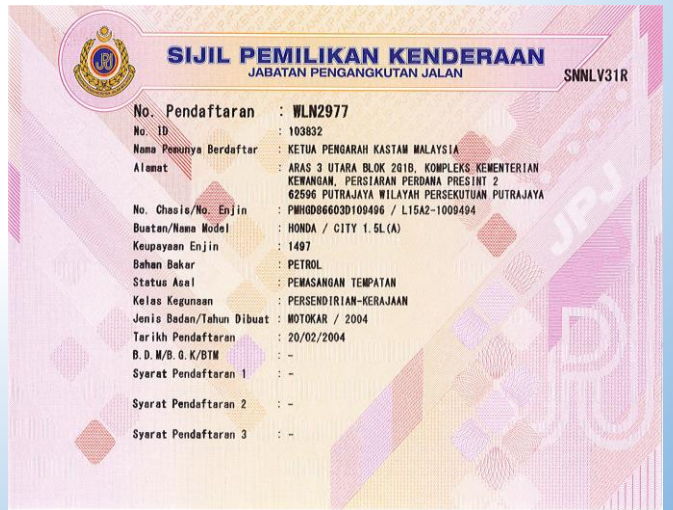 SIJIL PEMILIKAN KENDERAAN
JABATAN PENGANGKUTAN JALAN
SNNLV31R
No. Pendaftaran : WLN2977
No. ID : 103832
Nama Pemunya Berdaftar : KETUA PENGARAH KASTAM MALAYSIA
Alamat : ARAS 3 UTARA BLOK 2G1B, KOMPLEKS KEMENTERIAN
KEWANGAN, PERSIARAN PERDANA PRESINT 2
62596 PUTRAJAYA WILAYAH PERSEKUTUAN PUTRAJAYA
No. Chasis/No. Enjin : PMHGD86603D109496 / L15A2-1009494
Buatan/Nama Model : HONDA / CITY 1.5L(A)
Keupayaan Enjin : 1497
Bahan Bakar : PETROL
Status Asal : PEMASANGAN TEMPATAN
Kelas Kegunaan : PERSENDIRIAN-KERAJAAN
Jenis Badan/Tahun Dibuat : MOTOKAR / 2004
Tarikh Pendaftaran : 20/02/2004
B.D.M/B.G.K/BTM : -
Syarat Pendaftaran 1 : -
Syarat Pendaftaran 2 : -
Syarat Pendaftaran 3 : -
JPJ